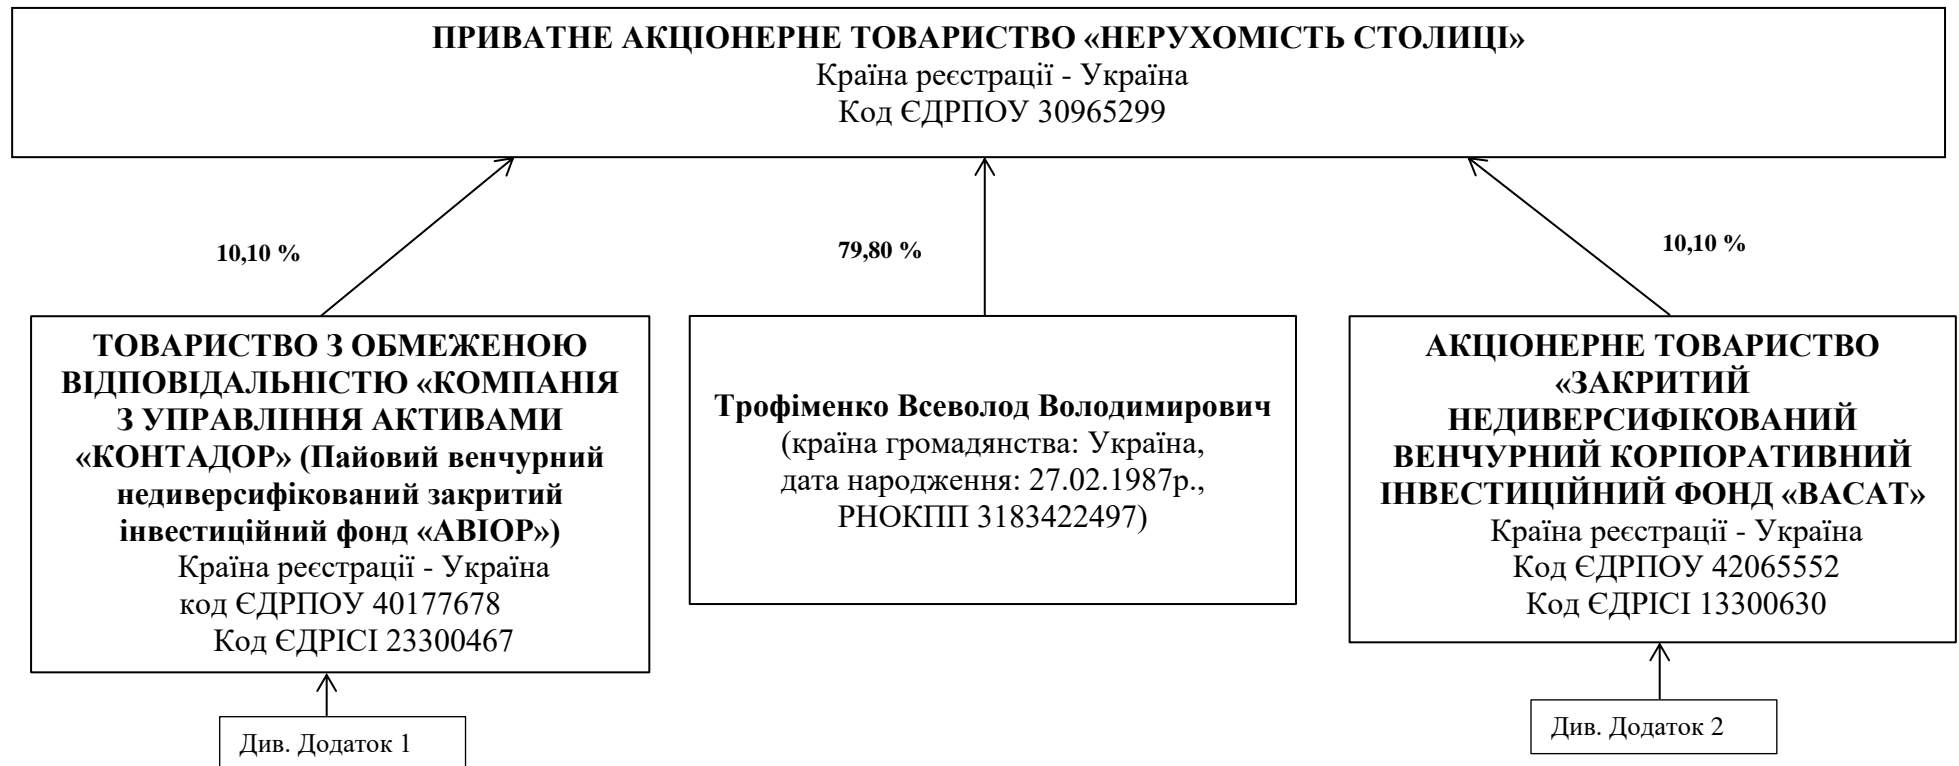 ПРИВАТНЕ АКЦІОНЕРНЕ ТОВАРИСТВО «НЕРУХОМІСТЬ СТОЛИЦІ»
Країна реєстрації - Україна
Код ЄДРПОУ 30965299
10,10 %
79,80 %
10,10 %
ТОВАРИСТВО З ОБМЕЖЕНОЮ
ВІДПОВІДАЛЬНІСТЮ «КОМПАНІЯ
З УПРАВЛІННЯ АКТИВАМИ
«КОНТАДОР» (Пайовий венчурний
недиверсифікований закритий
інвестиційний фонд «АВІОР»)
Країна реєстрації - Україна
код ЄДРПОУ 40177678
Код ЄДРІСІ 23300467
Трофіменко Всеволод Володимирович
(країна громадянства: Україна,
дата народження: 27.02.1987р.,
РНОКПП 3183422497)
АКЦІОНЕРНЕ ТОВАРИСТВО
«ЗАКРИТИЙ
НЕДИВЕРСИФІКОВАНИЙ
ВЕНЧУРНИЙ КОРПОРАТИВНИЙ
ІНВЕСТИЦІЙНИЙ ФОНД «ВАСАТ»
Країна реєстрації - Україна
Код ЄДРПОУ 42065552
Код ЄДРІСІ 13300630
Див. Додаток 1
Див. Додаток 2